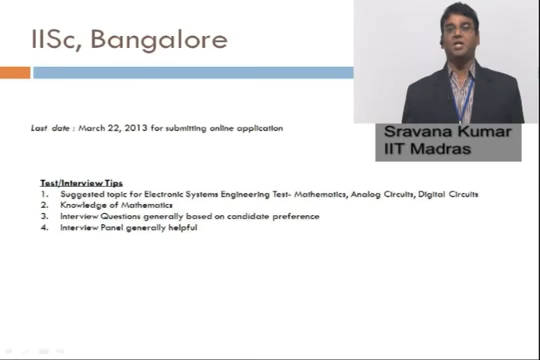 IISc, Bangalore
Sravana Kumar
IIT Madras
Last date : March 22, 2013 for submitting online application
Test/Interview Tips
1. Suggested topic for Electronic Systems Engineering Test- Mathematics, Analog Circuits, Digital Circuits
2. Knowledge of Mathematics
3. Interview Questions generally based on candidate preference
4. Interview Panel generally helpful